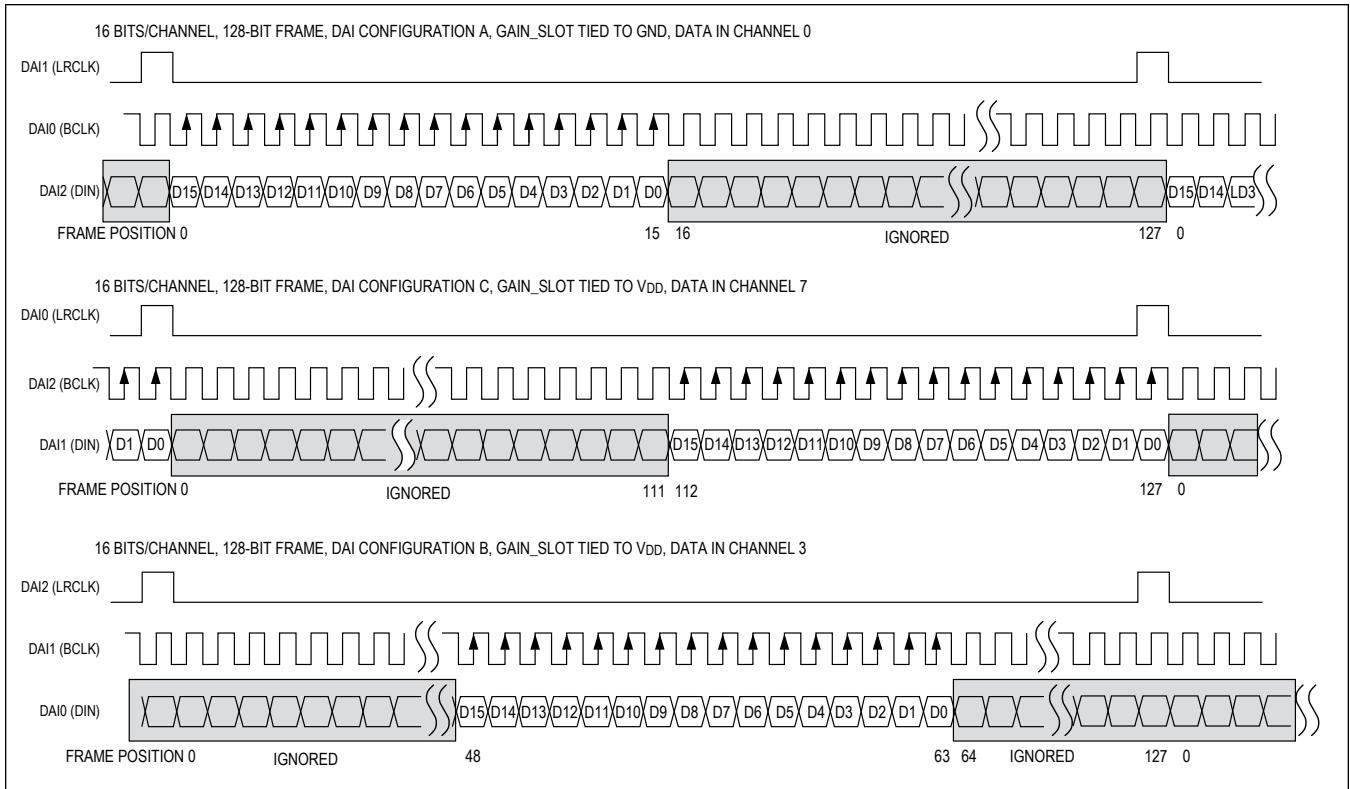 16 BITS/CHANNEL, 128-BIT FRAME, DAI CONFIGURATION A, GAIN_SLOT TIED TO GND, DATA IN CHANNEL 0
DAI1 (LRCLK)
DAI0 (BCLK)
DAI2 (DIN) D15 D14 D13 D12 D11 D10 D9 D8 D7 D6 D5 D4 D3 D2 D1 D0 D15 D14 LD3
FRAME POSITION 0 15 16 IGNORED 127 0
16 BITS/CHANNEL, 128-BIT FRAME, DAI CONFIGURATION C, GAIN_SLOT TIED TO VDD, DATA IN CHANNEL 7
DAI0 (LRCLK)
DAI2 (BCLK)
DAI1 (DIN) D1 D0 D15 D14 D13 D12 D11 D10 D9 D8 D7 D6 D5 D4 D3 D2 D1 D0
FRAME POSITION 0 IGNORED 111 112 127 0
16 BITS/CHANNEL, 128-BIT FRAME, DAI CONFIGURATION B, GAIN_SLOT TIED TO VDD, DATA IN CHANNEL 3
DAI2 (LRCLK)
DAI1 (BCLK)
DAI0 (DIN) D15 D14 D13 D12 D11 D10 D9 D8 D7 D6 D5 D4 D3 D2 D1 D0
FRAME POSITION 0 IGNORED 48 63 64 IGNORED 127 0